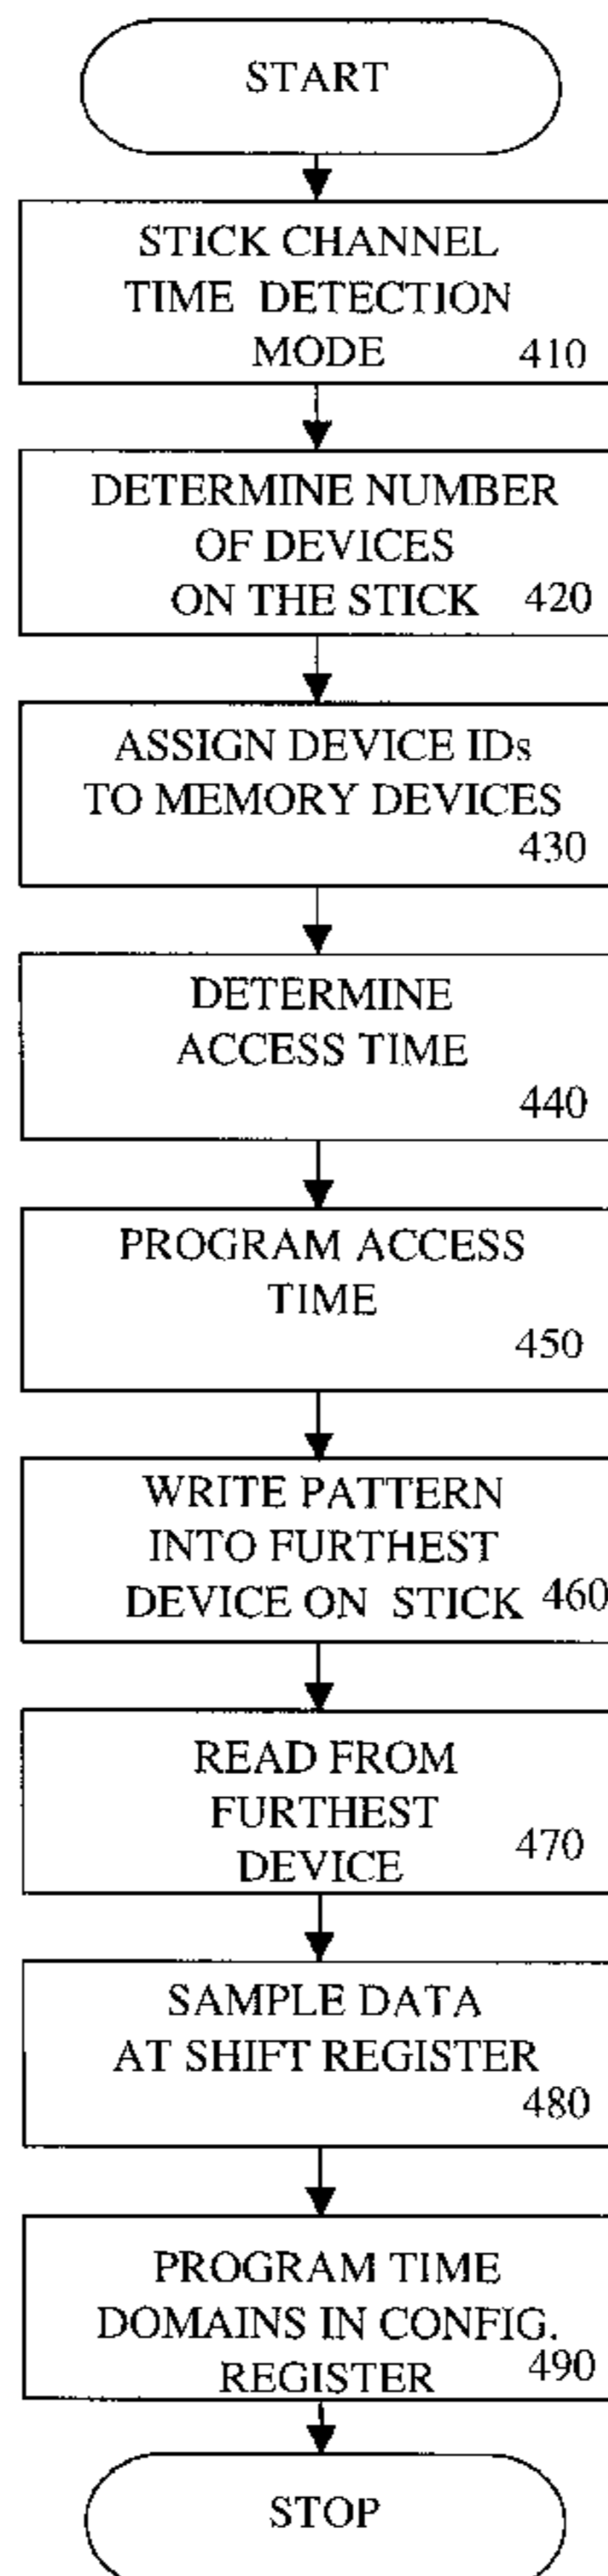 START
STICK CHANNEL
TIME DETECTION
MODE 410
DETERMINE NUMBER
OF DEVICES
ON THE STICK 420
ASSIGN DEVICE IDs
TO MEMORY DEVICES
430
DETERMINE
ACCESS TIME
440
PROGRAM ACCESS
TIME
450
WRITE PATTERN
INTO FURTHEST
DEVICE ON STICK 460
READ FROM
FURTHEST
DEVICE 470
SAMPLE DATA
AT SHIFT REGISTER
480
PROGRAM TIME
DOMAINS IN CONFIG.
REGISTER 490
STOP